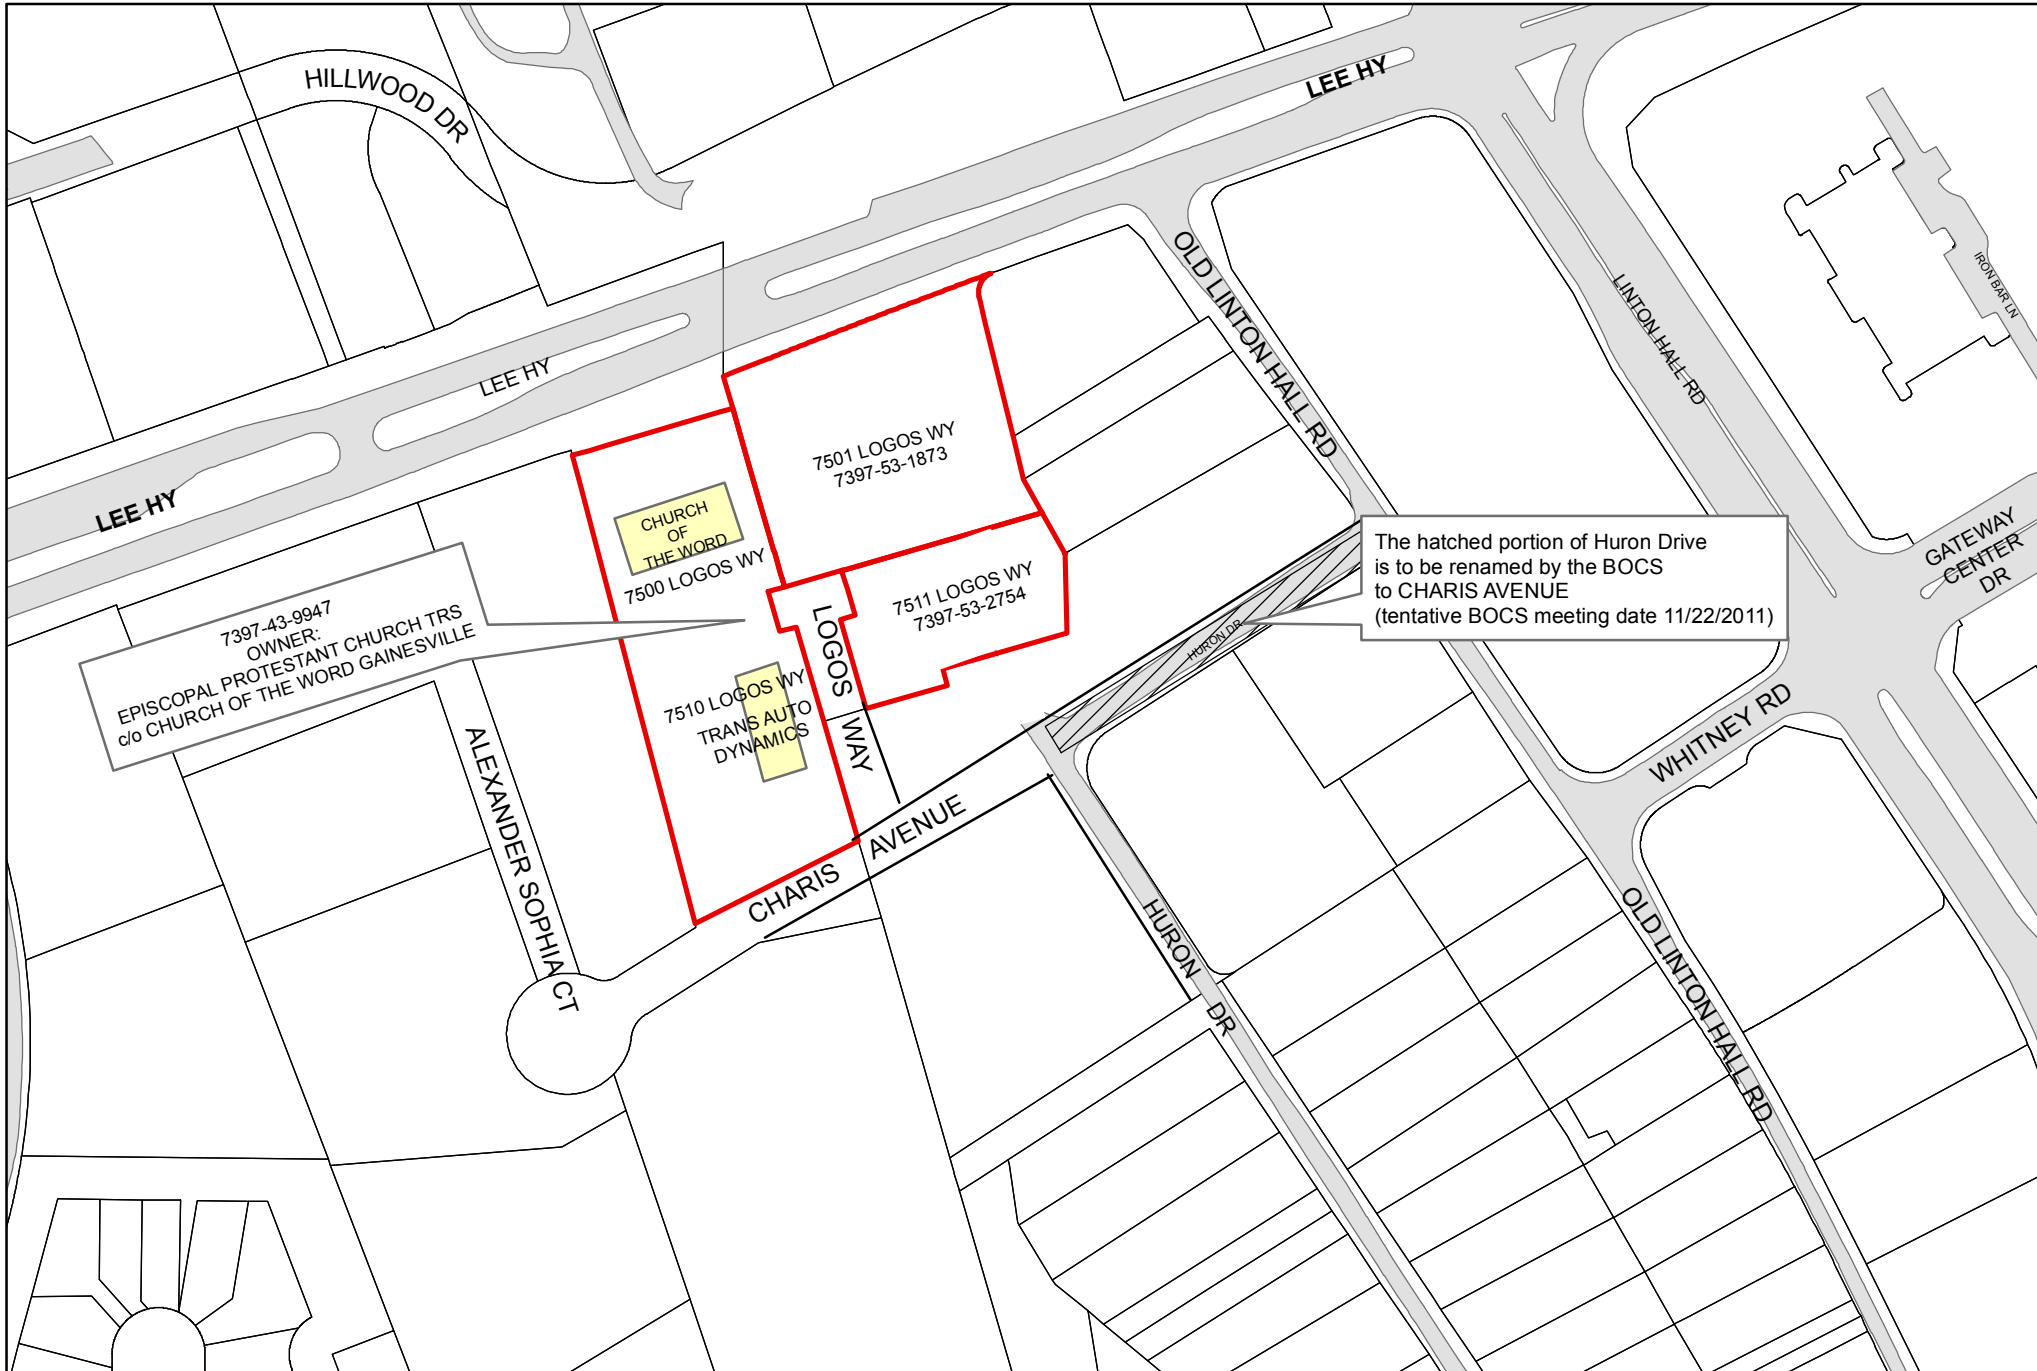 HILLWOOD DR
LEE HY
OLD LINTON HALL RD
LINTON HALL RD
IRON BAR LN
LEE HY
LEE HY
7501 LOGOS WY
7397-53-1873
CHURCH
OF
THE WORD
7500 LOGOS WY
The hatched portion of Huron Drive
is to be renamed by the BOCS
to CHARIS AVENUE
(tentative BOCS meeting date 11/22/2011)
GATEWAY
CENTER
DR
7511 LOGOS WY
7397-53-2754
7397-43-9947
OWNER:
EPISCOPAL PROTESTANT CHURCH TRS
c/o CHURCH OF THE WORD GAINESVILLE
LOGOS WAY
HURON DR
7510 LOGOS WY
TRANS AUTO
DYNAMICS
WHITNEY RD
ALEXANDER SOPHIA CT
CHARIS AVENUE
HURON DR
OLD LINTON HALL RD